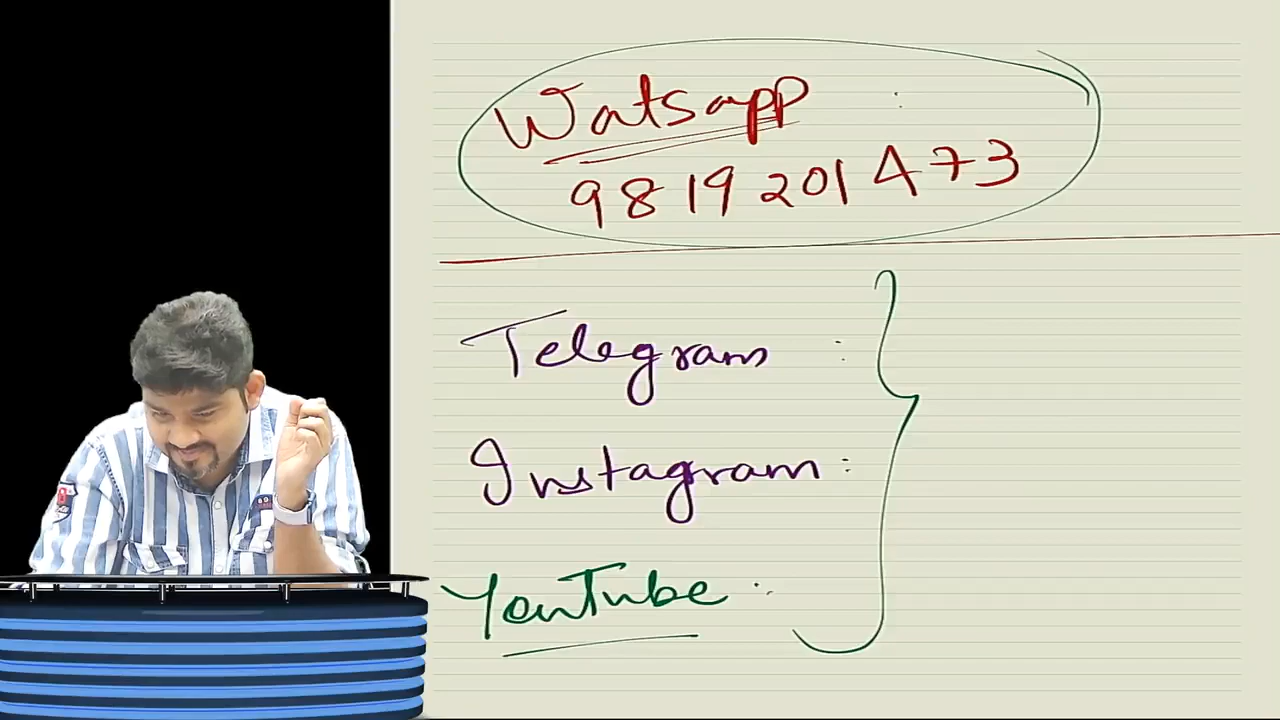 Watsapp :
9819201473
Telegram :
Instagram :
YouTube :